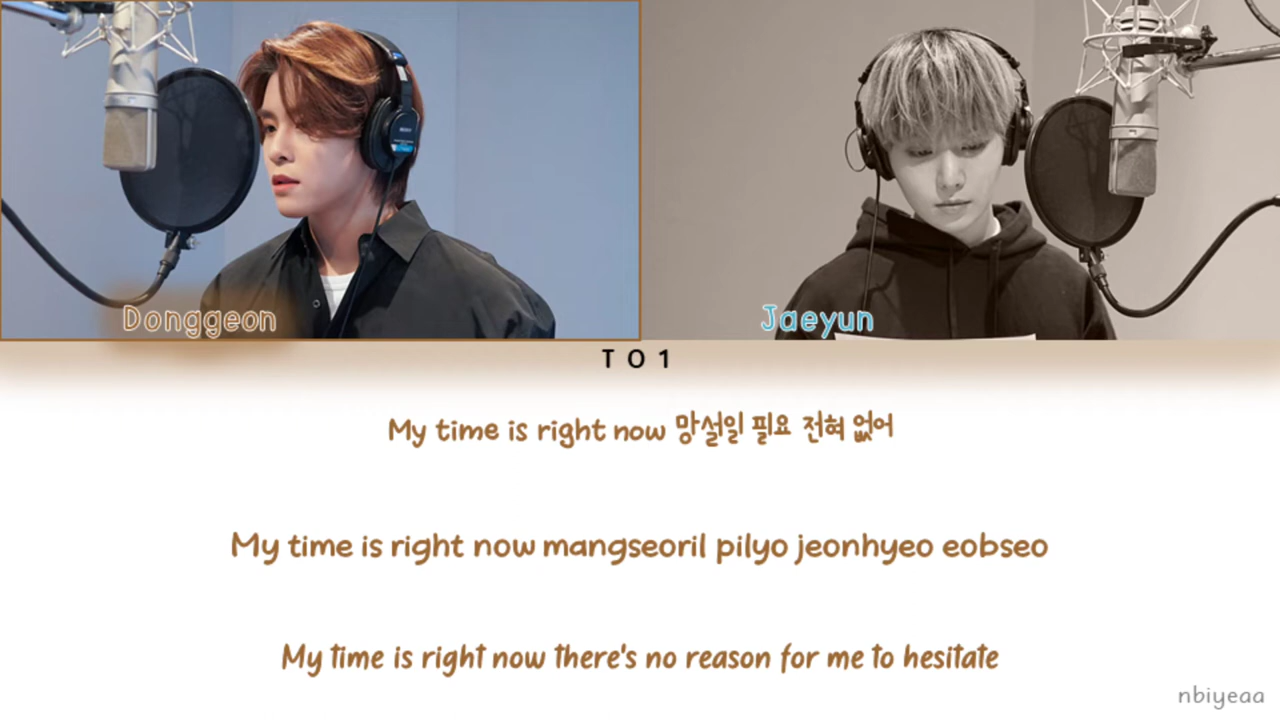 Donggeon
Jaeyun
TO1
My time is right now 망설일 필요 전혀 없어
My time is right now mangseoril pilyo jeonhyeo eobseo
My time is right now there's no reason for me to hesitate
nbiyeaa